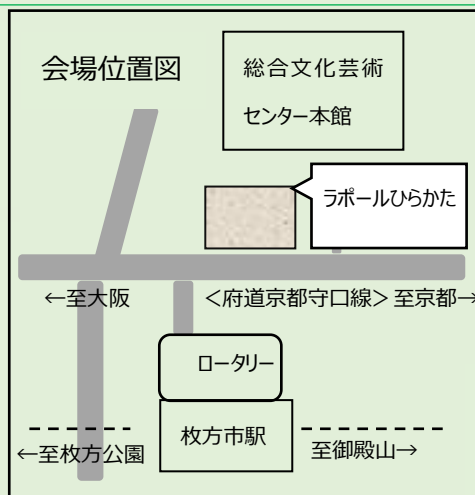 会場位置図
総合文化芸術
センター本館
ラポールひらかた
←至大阪
<府道京都守口線>
至京都→
ロータリー
枚方市駅
←至枚方公園
至御殿山→